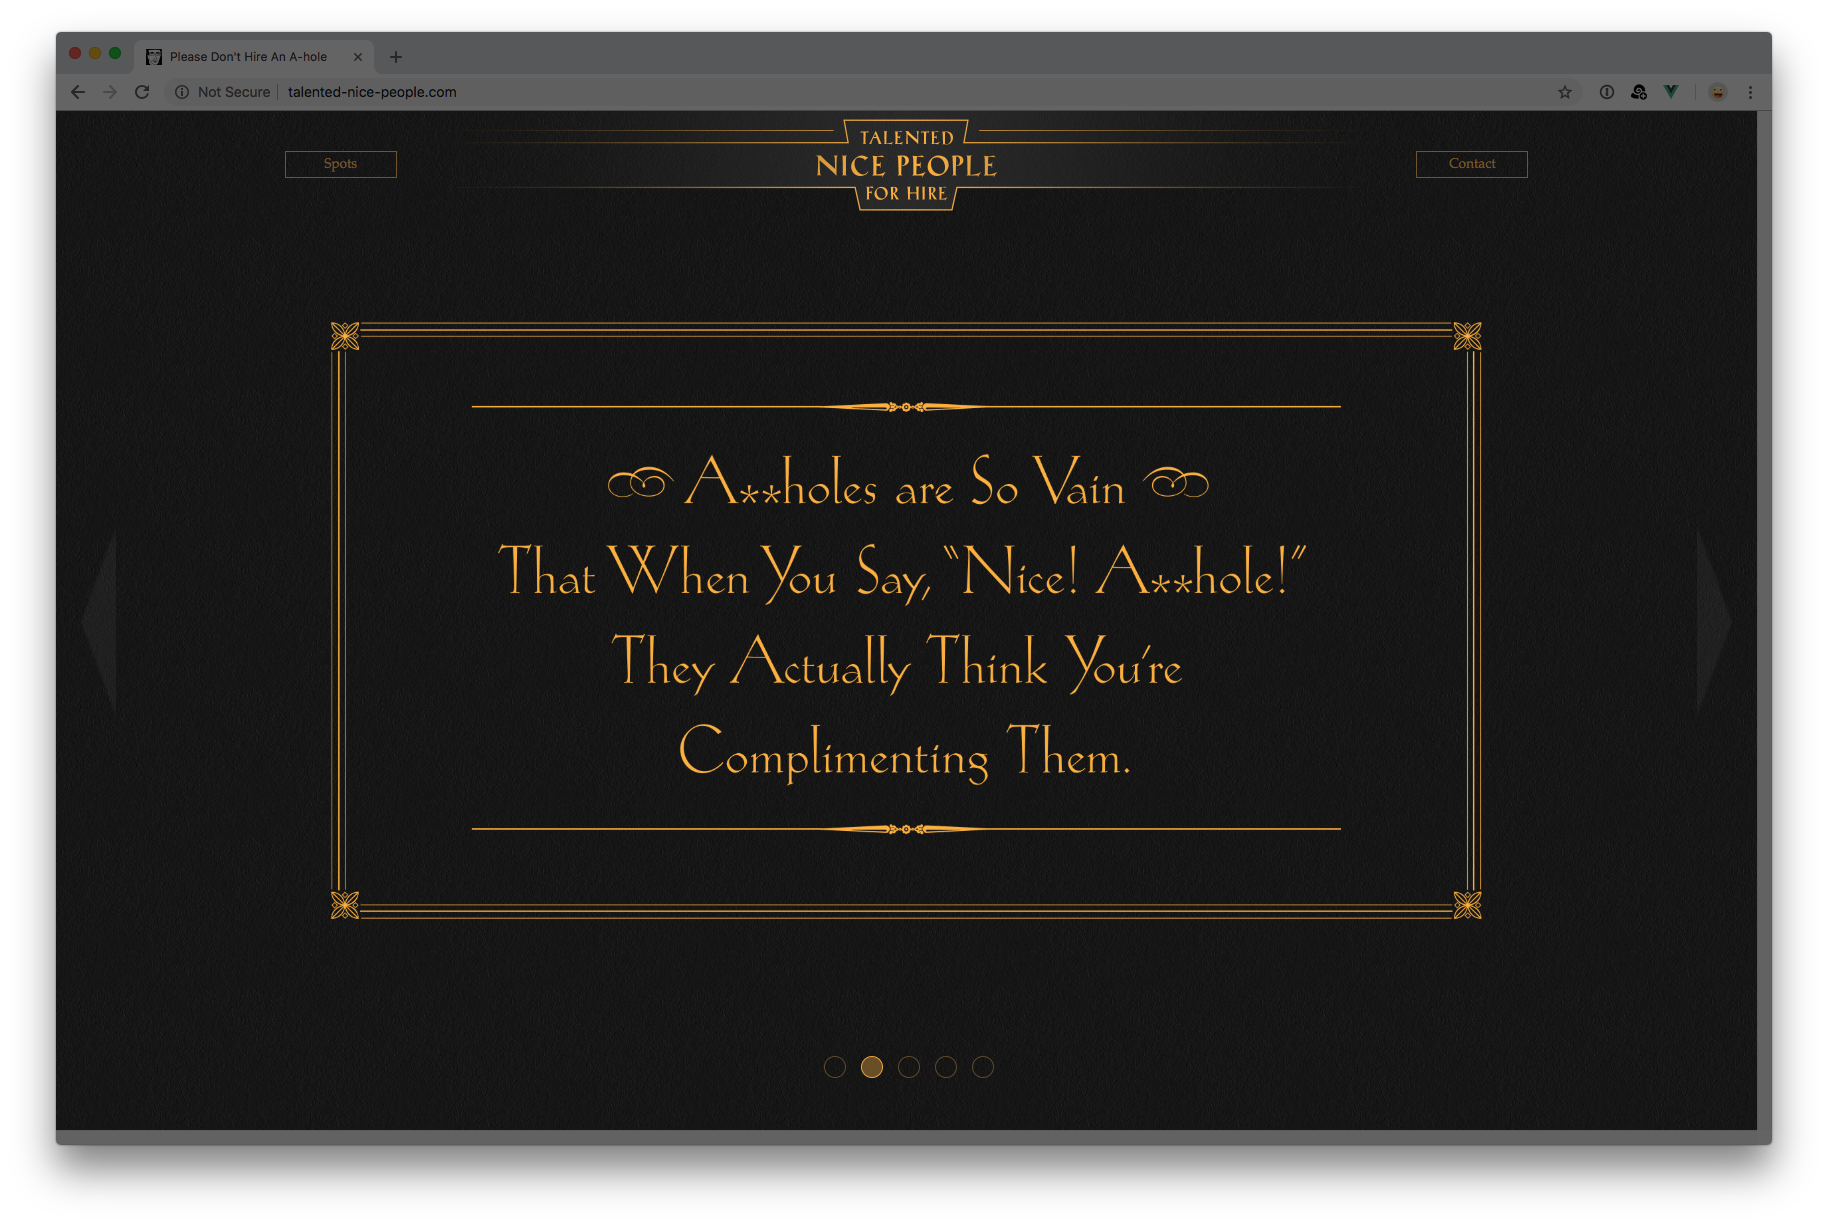 Please Don't Hire An A-hole
Not Secure
talented-nice-people.com
TALENTED
Spots
NICE PEOPLE
Contact
FOR HIRE
A**holes are So Vain
That When You Say, “Nice! A**hole!”
They Actually Think You're
Complimenting Them.